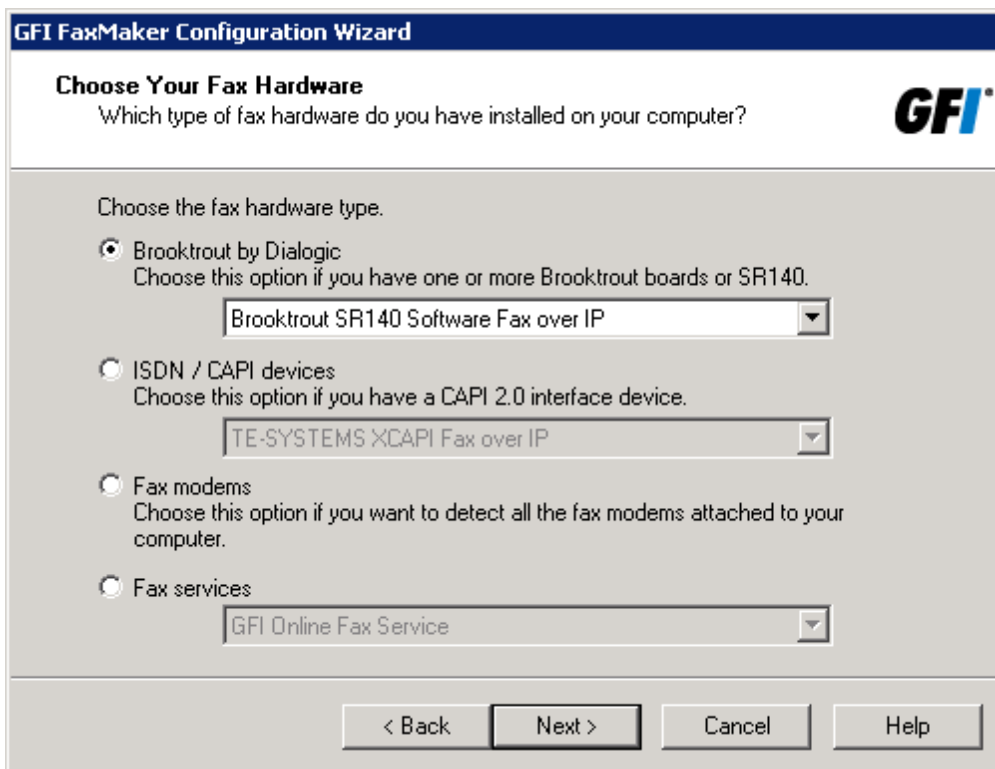 GFI FaxMaker Configuration Wizard
Choose Your Fax Hardware
Which type of fax hardware do you have installed on your computer?
GFI
Choose the fax hardware type.
Brooktrout by Dialogic
Choose this option if you have one or more Brooktrout boards or SR140.
Brooktrout SR140 Software Fax over IP
ISDN / CAPI devices
Choose this option if you have a CAPI 2.0 interface device.
TE-SYSTEMS XCAPI Fax over IP
Fax modems
Choose this option if you want to detect all the fax modems attached to your
computer.
Fax services
GFI Online Fax Service
< Back
Next >
Cancel
Help